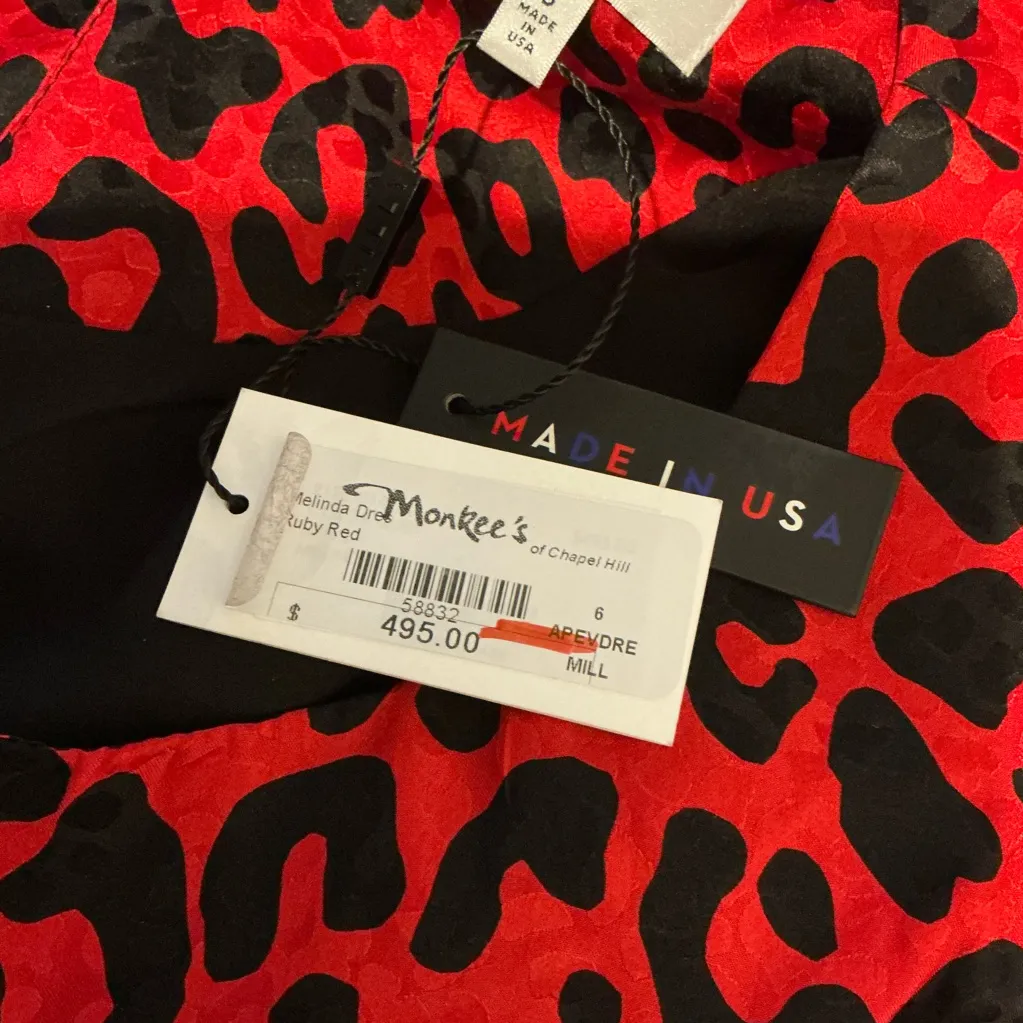 MADE
IN
USA
MADE IN USA
Melinda Dres
Ruby Red
Monkee's
of Chapel Hill
58832
6
$ 495.00
APEVDRE
MILL